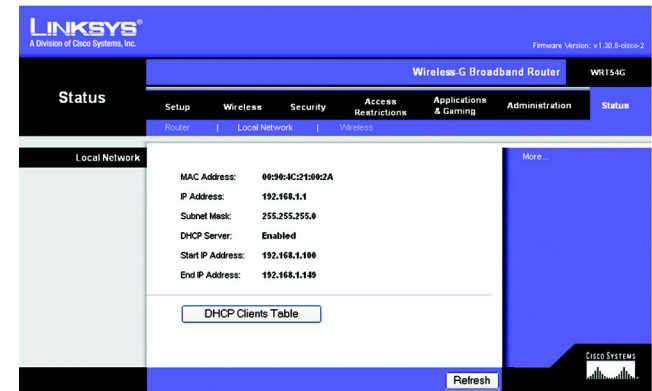 LINKSYS®
A Division of Cisco Systems, Inc.
Firmware Version: v1.30.8-cisco-2
Wireless-G Broadband Router WRT54G
Status
Setup Wireless Security Access Restrictions Applications & Gaming Administration Status
Router | Local Network | Wireless
Local Network
More...
MAC Address: 00:90:4C:21:00:2A
IP Address: 192.168.1.1
Subnet Mask: 255.255.255.0
DHCP Server: Enabled
Start IP Address: 192.168.1.100
End IP Address: 192.168.1.149
DHCP Clients Table
CISCO SYSTEMS
Refresh